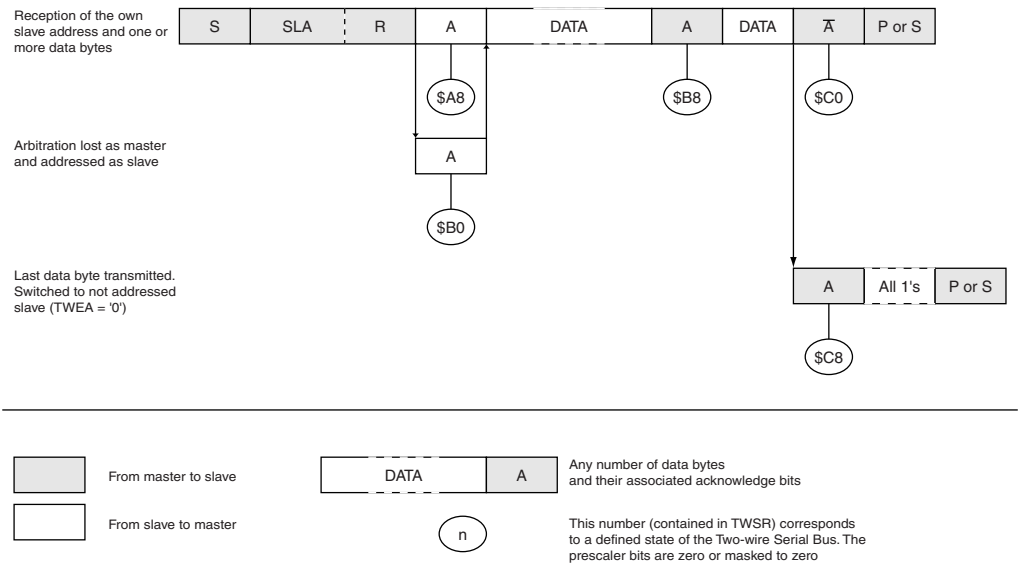 Reception of the own
slave address and one or
more data bytes
S SLA R A DATA A DATA A̅ P or S
$A8 $B8 $C0
Arbitration lost as master
and addressed as slave
A
$B0
Last data byte transmitted.
Switched to not addressed
slave (TWEA = '0')
A All 1's P or S
$C8
From master to slave
DATA A
Any number of data bytes
and their associated acknowledge bits
From slave to master
n
This number (contained in TWSR) corresponds
to a defined state of the Two-wire Serial Bus. The
prescaler bits are zero or masked to zero